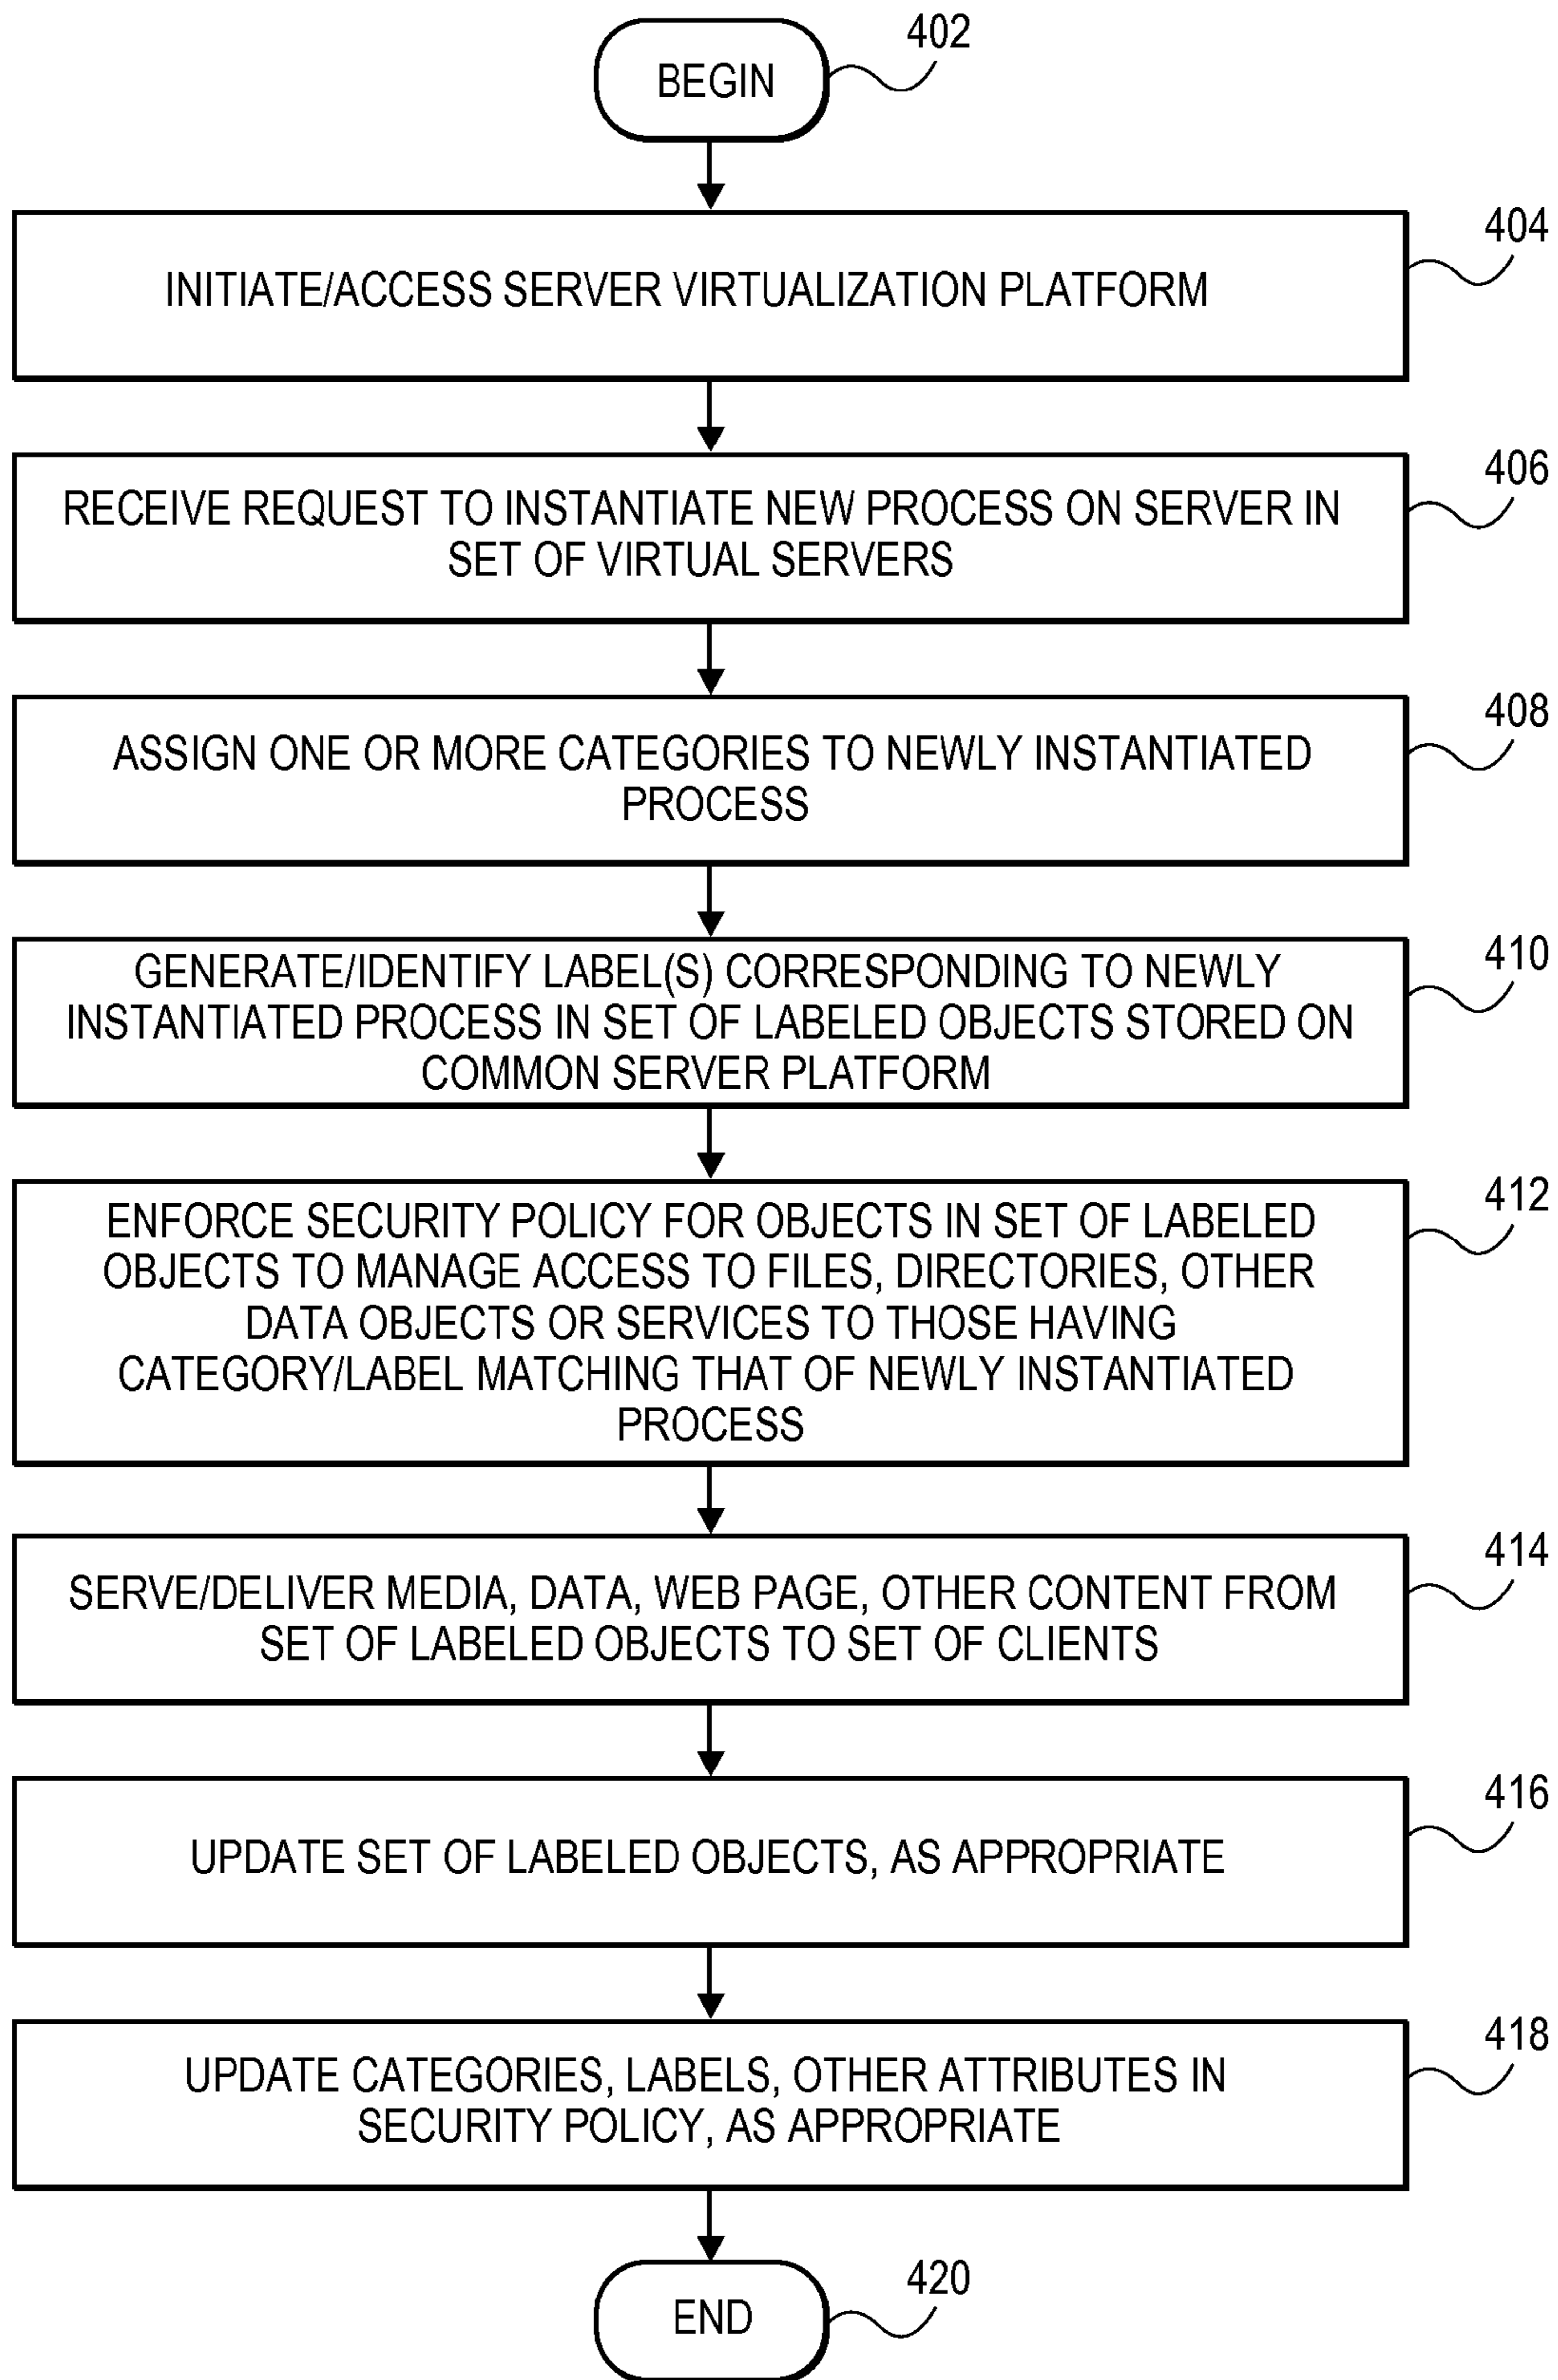 BEGIN
402
INITIATE/ACCESS SERVER VIRTUALIZATION PLATFORM
404
RECEIVE REQUEST TO INSTANTIATE NEW PROCESS ON SERVER IN
SET OF VIRTUAL SERVERS
406
ASSIGN ONE OR MORE CATEGORIES TO NEWLY INSTANTIATED
PROCESS
408
GENERATE/IDENTIFY LABEL(S) CORRESPONDING TO NEWLY
INSTANTIATED PROCESS IN SET OF LABELED OBJECTS STORED ON
COMMON SERVER PLATFORM
410
ENFORCE SECURITY POLICY FOR OBJECTS IN SET OF LABELED
OBJECTS TO MANAGE ACCESS TO FILES, DIRECTORIES, OTHER
DATA OBJECTS OR SERVICES TO THOSE HAVING
CATEGORY/LABEL MATCHING THAT OF NEWLY INSTANTIATED
PROCESS
412
SERVE/DELIVER MEDIA, DATA, WEB PAGE, OTHER CONTENT FROM
SET OF LABELED OBJECTS TO SET OF CLIENTS
414
UPDATE SET OF LABELED OBJECTS, AS APPROPRIATE
416
UPDATE CATEGORIES, LABELS, OTHER ATTRIBUTES IN
SECURITY POLICY, AS APPROPRIATE
418
END
420